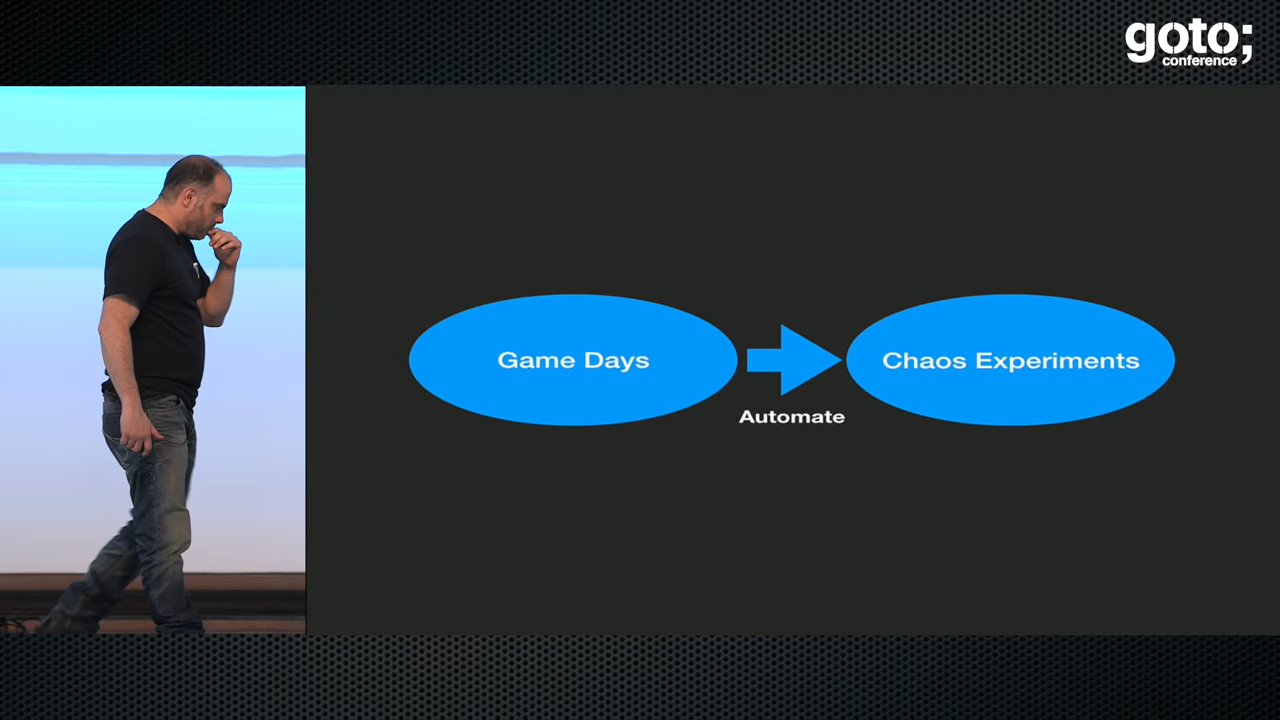 goto;
conference
Game Days
Chaos Experiments
Automate